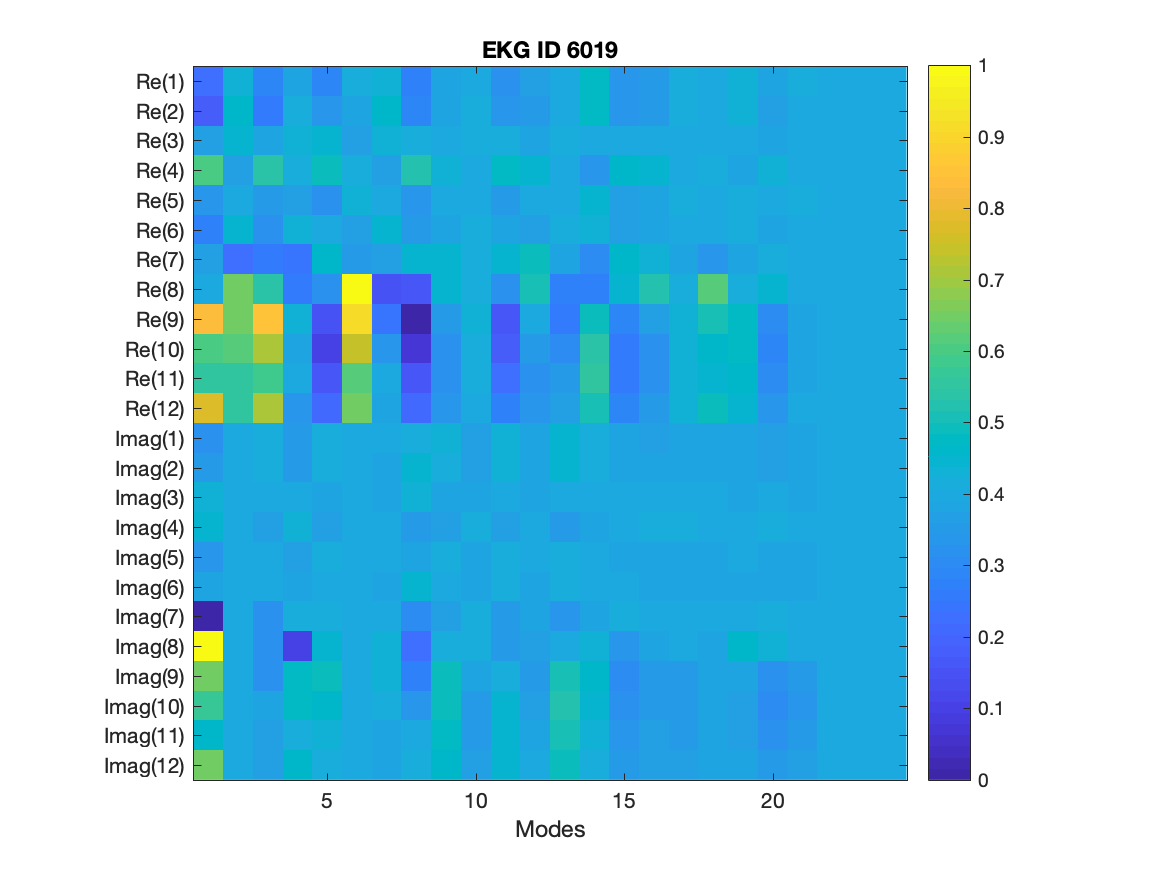 EKG ID 6019
Re(1)
Re(2)
Re(3)
Re(4)
Re(5)
Re(6)
Re(7)
Re(8)
Re(9)
Re(10)
Re(11)
Re(12)
Imag(1)
Imag(2)
Imag(3)
Imag(4)
Imag(5)
Imag(6)
Imag(7)
Imag(8)
Imag(9)
Imag(10)
Imag(11)
Imag(12)
5 10 15 20
Modes
1
0.9
0.8
0.7
0.6
0.5
0.4
0.3
0.2
0.1
0